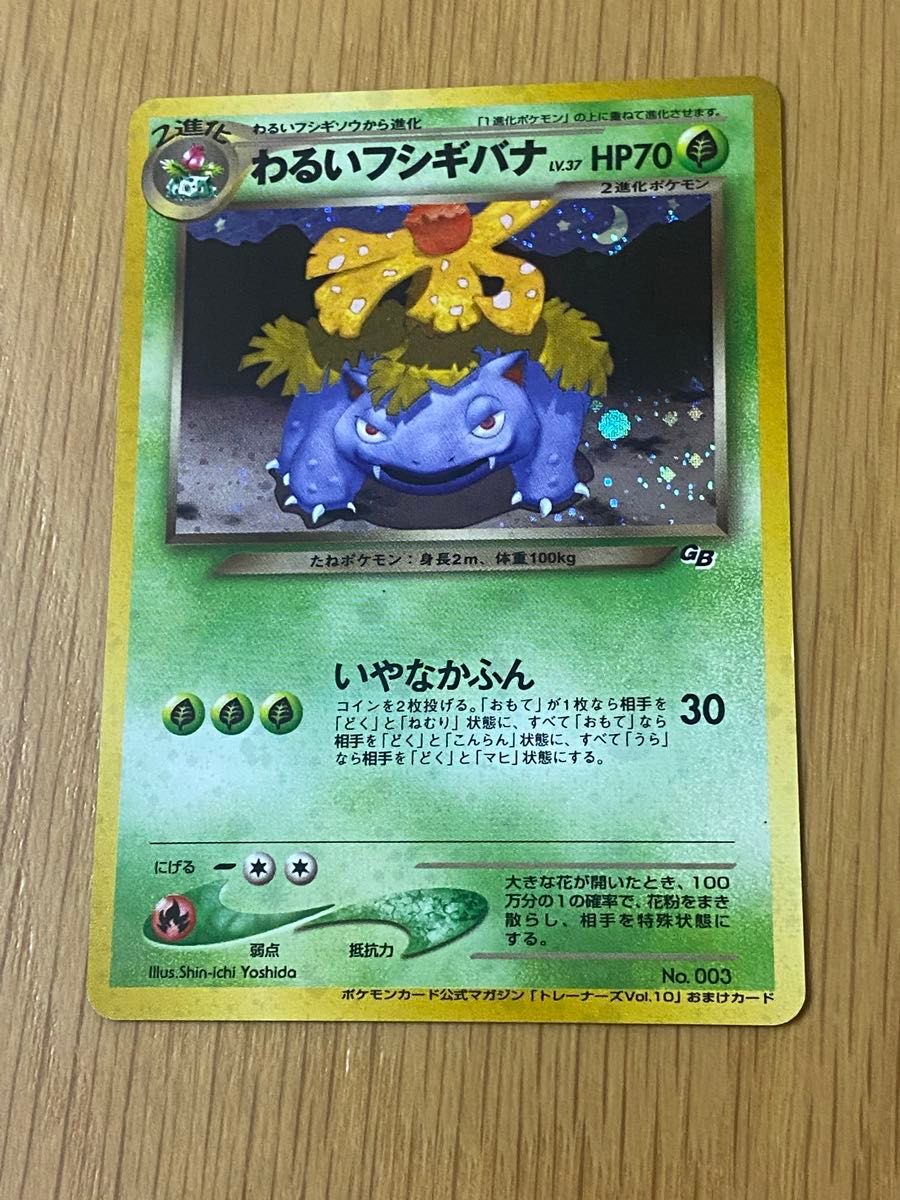 2進化
わるいフシギソウから進化
「1進化ポケモン」の上に重ねて進化させます。
わるいフシギバナ LV.37 HP70
2進化ポケモン
たねポケモン：身長2m、体重100kg
GB
いやなかふん
コインを2枚投げる。「おもて」が1枚なら相手を
「どく」と「ねむり」状態に、すべて「おもて」なら
相手を「どく」と「こんらん」状態に、すべて「うら」
なら相手を「どく」と「マヒ」状態にする。
30
にげる
弱点
抵抗力
大きな花が開いたとき、100
万分の1の確率で、花粉をまき
散らし、相手を特殊状態に
する。
Illus.Shin-ichi Yoshida
No. 003
ポケモンカード公式マガジン「トレーナーズVol.10」おまけカード